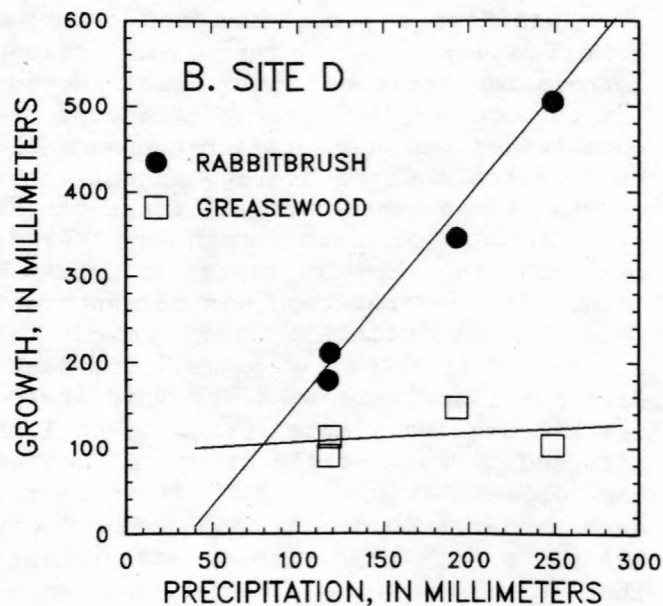 B. SITE D
RABBITBRUSH
GREASEWOOD
GROWTH, IN MILLIMETERS
600
500
400
300
200
100
0
0 50 100 150 200 250 300
PRECIPITATION, IN MILLIMETERS